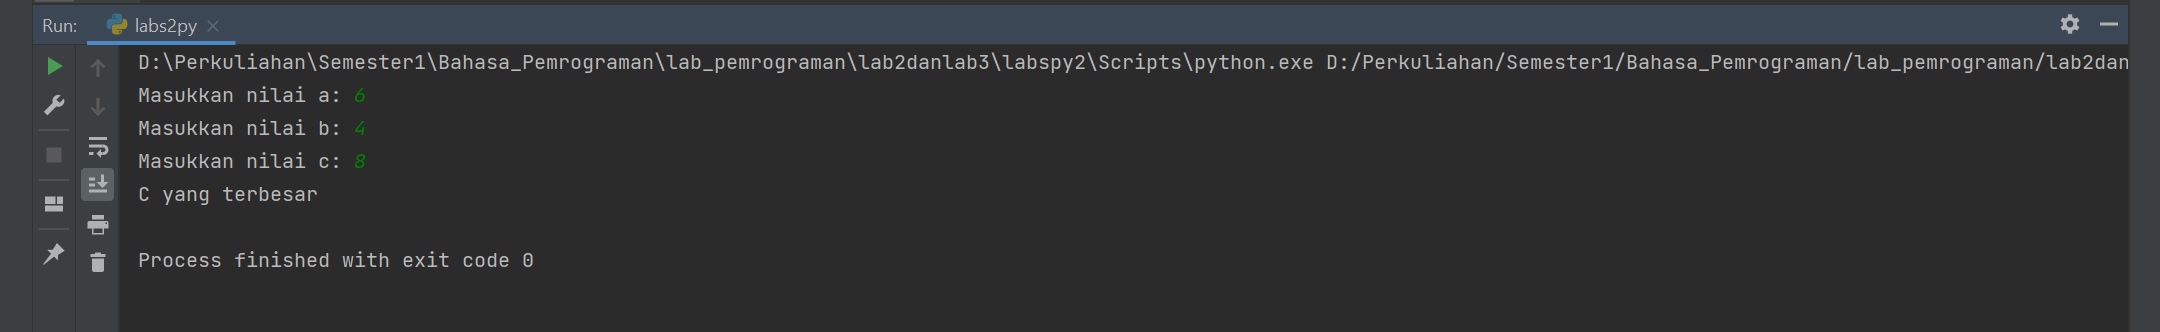 Run: labs2py
D:\Perkuliahan\Semester1\Bahasa_Pemrograman\lab_pemrograman\lab2danlab3\labspy2\Scripts\python.exe D:/Perkuliahan/Semester1/Bahasa_Pemrograman/lab_pemrograman/lab2dan
Masukkan nilai a: 6
Masukkan nilai b: 4
Masukkan nilai c: 8
C yang terbesar
Process finished with exit code 0